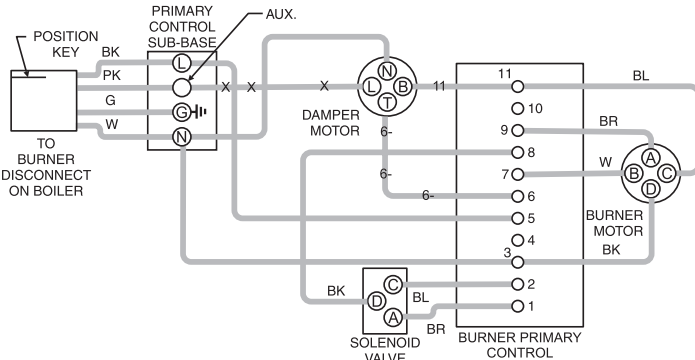 PRIMARY
CONTROL
SUB-BASE
AUX.
POSITION
KEY
BK
PK
G
W
L
G
N
X
X
X
TO
BURNER
DISCONNECT
ON BOILER
N
L
B
T
DAMPER
MOTOR
11
6-
6-
6-
11
10
9
8
7
6
5
4
3
2
1
BL
BR
W
A
B
C
D
BURNER
MOTOR
BK
BK
C
D
A
BL
BR
SOLENOID
VALVE
BURNER PRIMARY
CONTROL